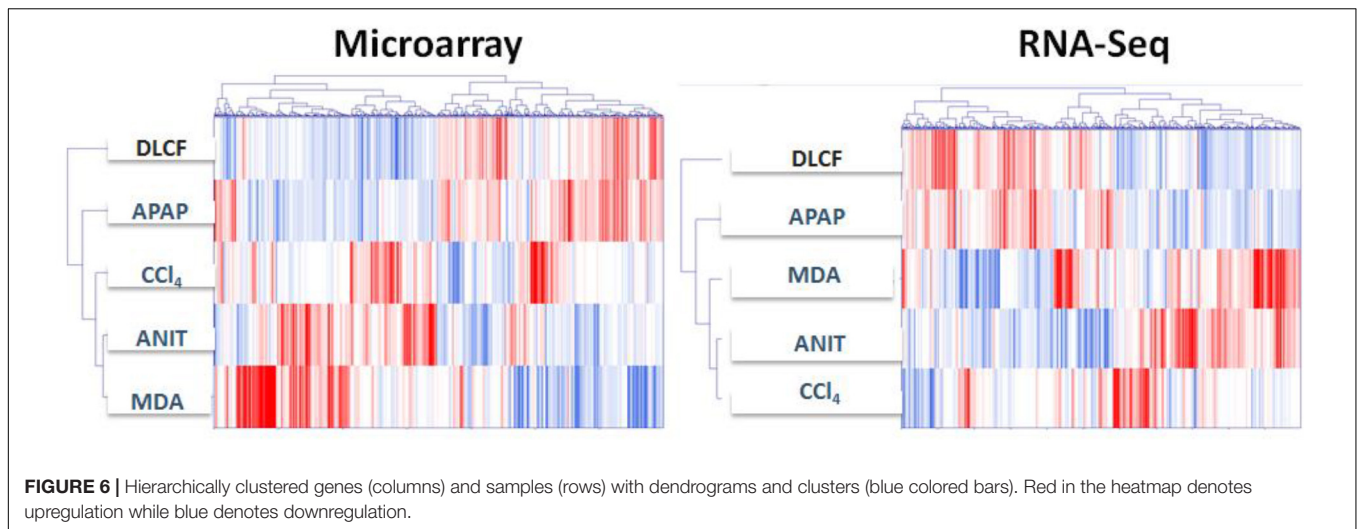 Microarray
RNA-Seq
DLCF
APAP
CCl₄
ANIT
MDA
DLCF
APAP
MDA
ANIT
CCl₄
FIGURE 6 | Hierarchically clustered genes (columns) and samples (rows) with dendrograms and clusters (blue colored bars). Red in the heatmap denotes
upregulation while blue denotes downregulation.